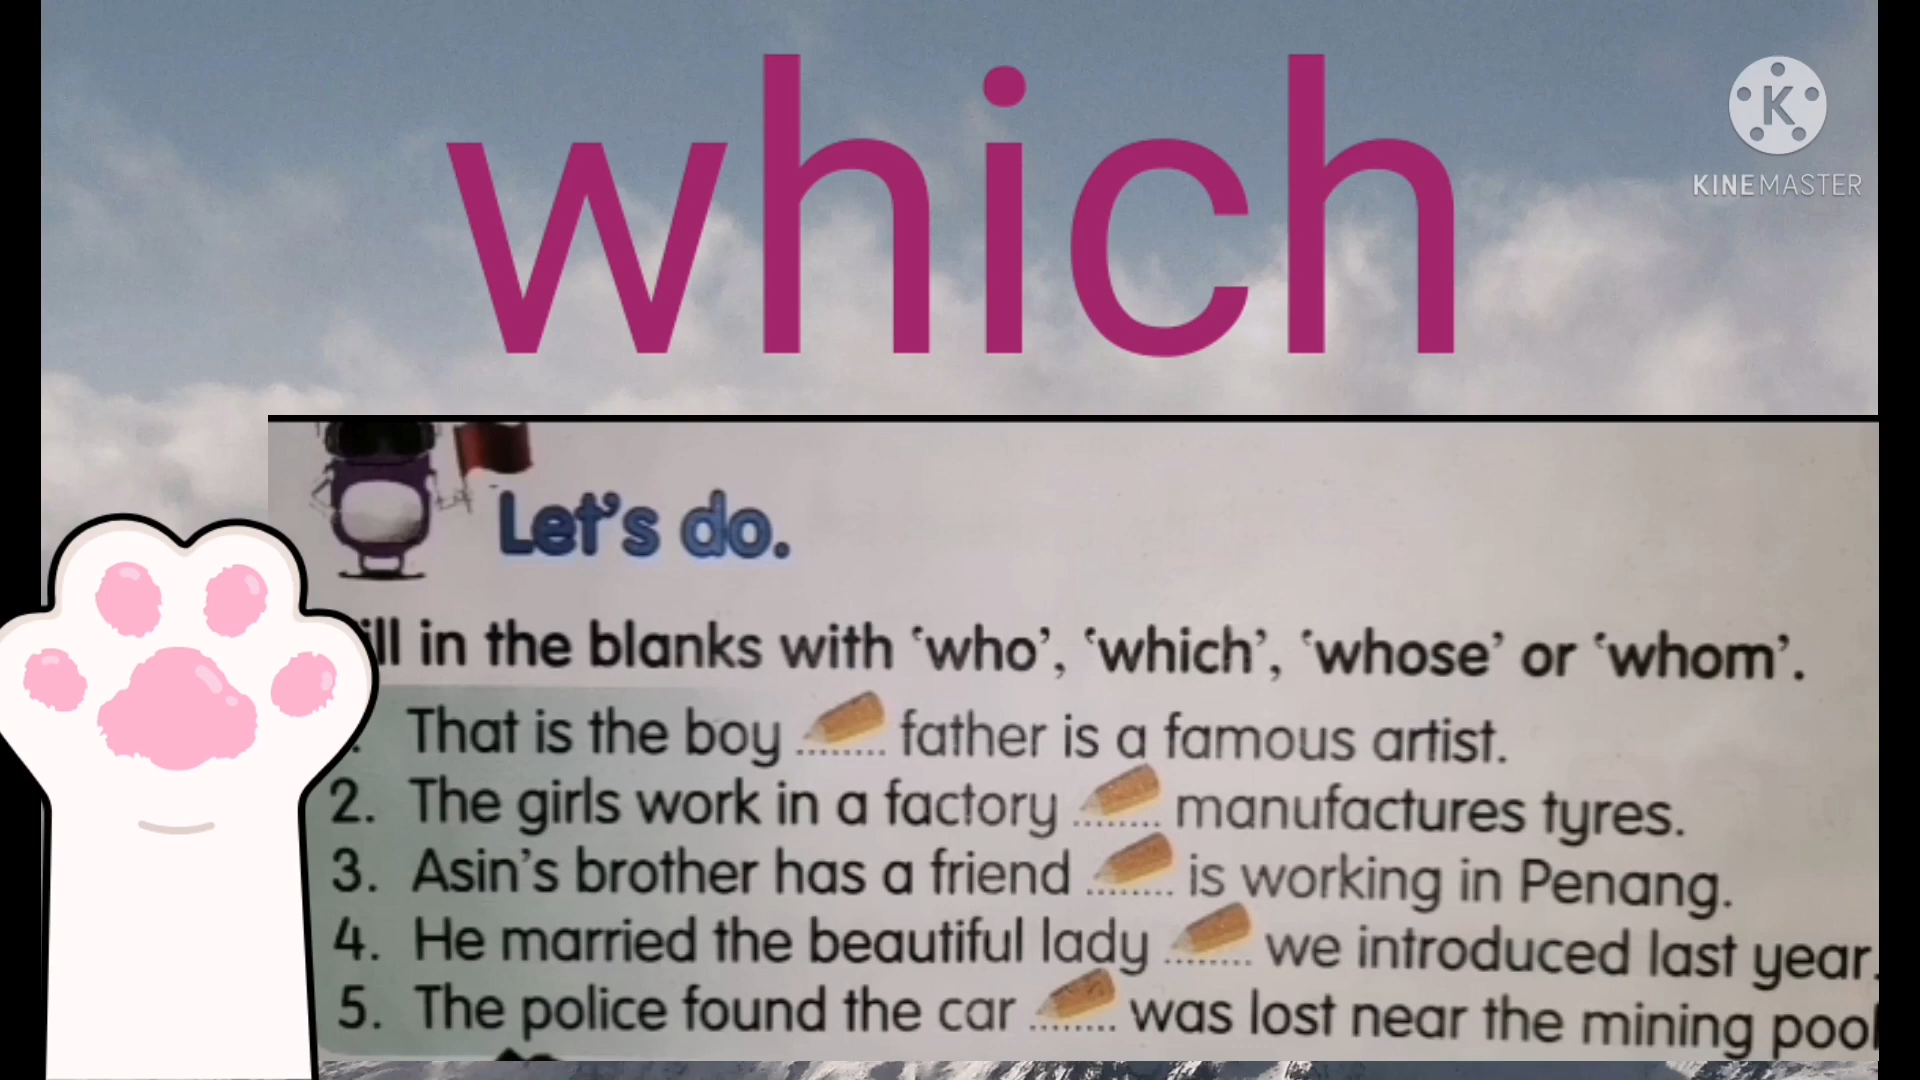 which
K
KINEMASTER
Let's do.
ill in the blanks with ‘who’, ‘which’, ‘whose’ or ‘whom’.
That is the boy ........ father is a famous artist.
2. The girls work in a factory ........ manufactures tyres.
3. Asin’s brother has a friend ........ is working in Penang.
4. He married the beautiful lady ........ we introduced last year.
5. The police found the car ........ was lost near the mining pool